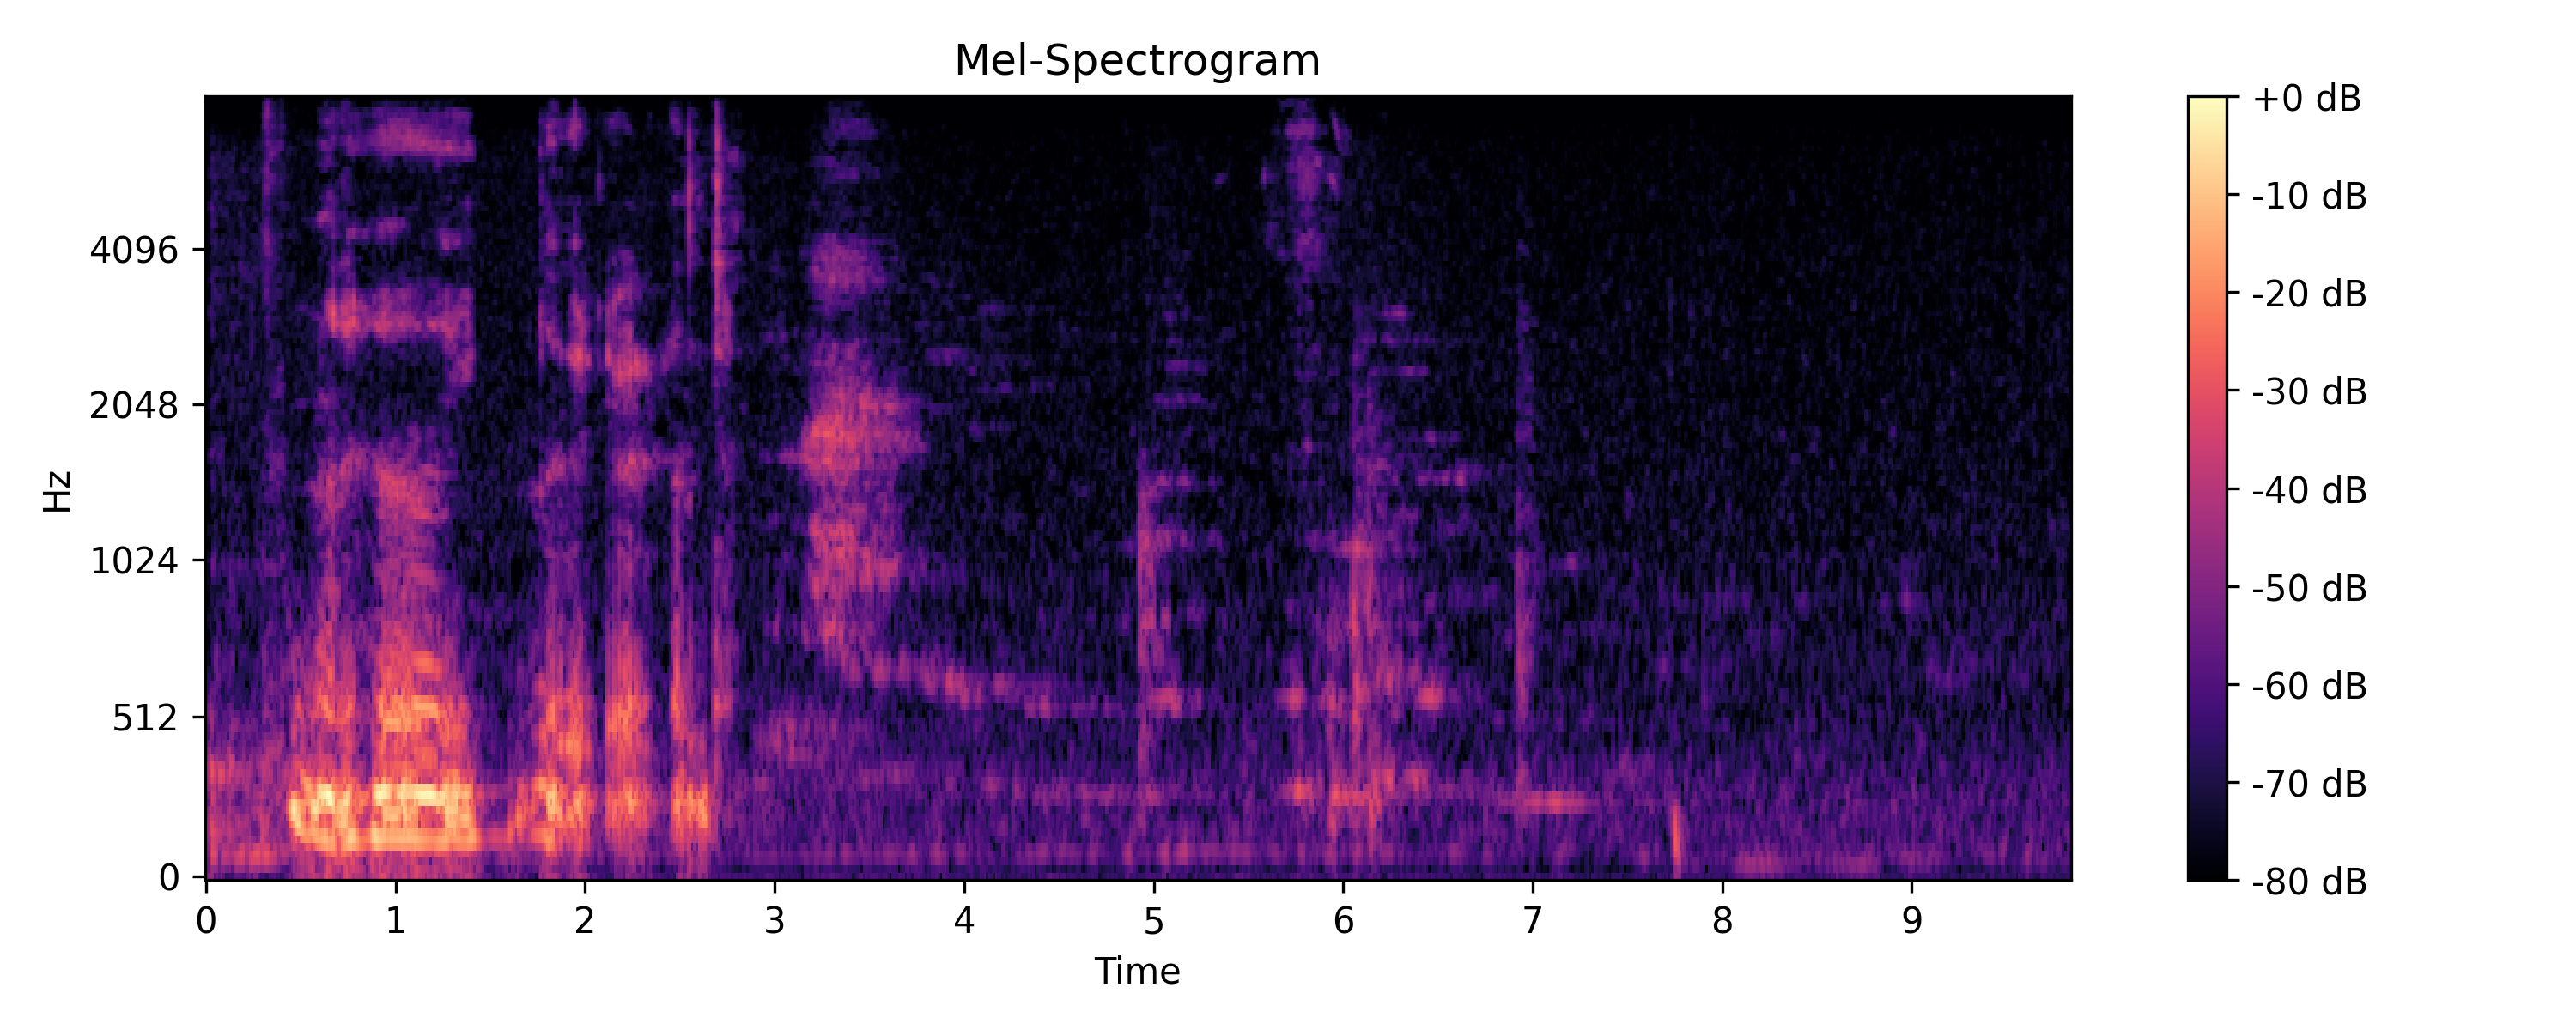 Mel-Spectrogram
+0 dB
-10 dB
-20 dB
-30 dB
-40 dB
-50 dB
-60 dB
-70 dB
-80 dB
Hz
4096
2048
1024
512
0
0 1 2 3 4 5 6 7 8 9
Time